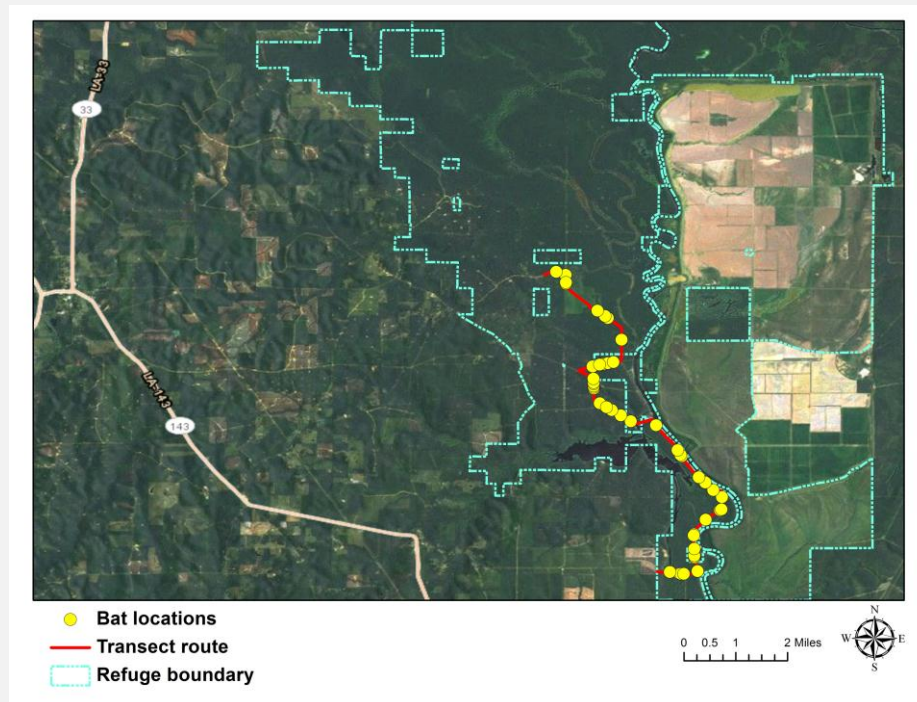 LA-33
33
LA-143
143
Bat locations
Transect route
Refuge boundary
0 0.5 1 2 Miles
N
W E
S